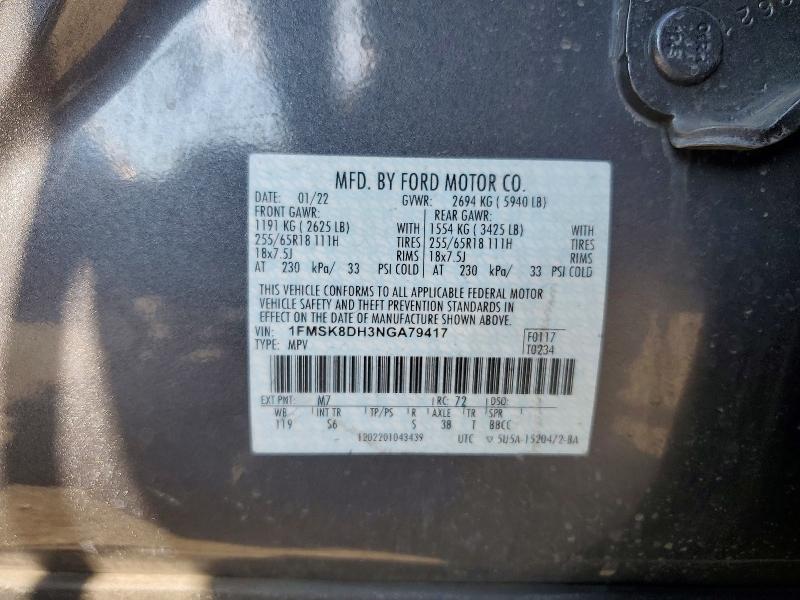 MFD. BY FORD MOTOR CO.
DATE: 01/22 GVWR: 2694 KG ( 5940 LB)
FRONT GAWR: REAR GAWR:
1191 KG ( 2625 LB) WITH 1554 KG ( 3425 LB) WITH
255/65R18 111H TIRES 255/65R18 111H TIRES
18x7.5J RIMS 18x7.5J RIMS
AT 230 kPa/ 33 PSI COLD AT 230 kPa/ 33 PSI COLD
THIS VEHICLE CONFORMS TO ALL APPLICABLE FEDERAL MOTOR
VEHICLE SAFETY AND THEFT PREVENTION STANDARDS IN
EFFECT ON THE DATE OF MANUFACTURE SHOWN ABOVE.
VIN: 1FMSK8DH3NGA79417 F0117
TYPE: MPV T0234
EXT PNT: M7 RC: 72 DSO:
WB INT TR TP/PS R AXLE TR SPR
119 S6 S 38 T BBCC
1202201043439 UTC 5U5A-15204/2-BA